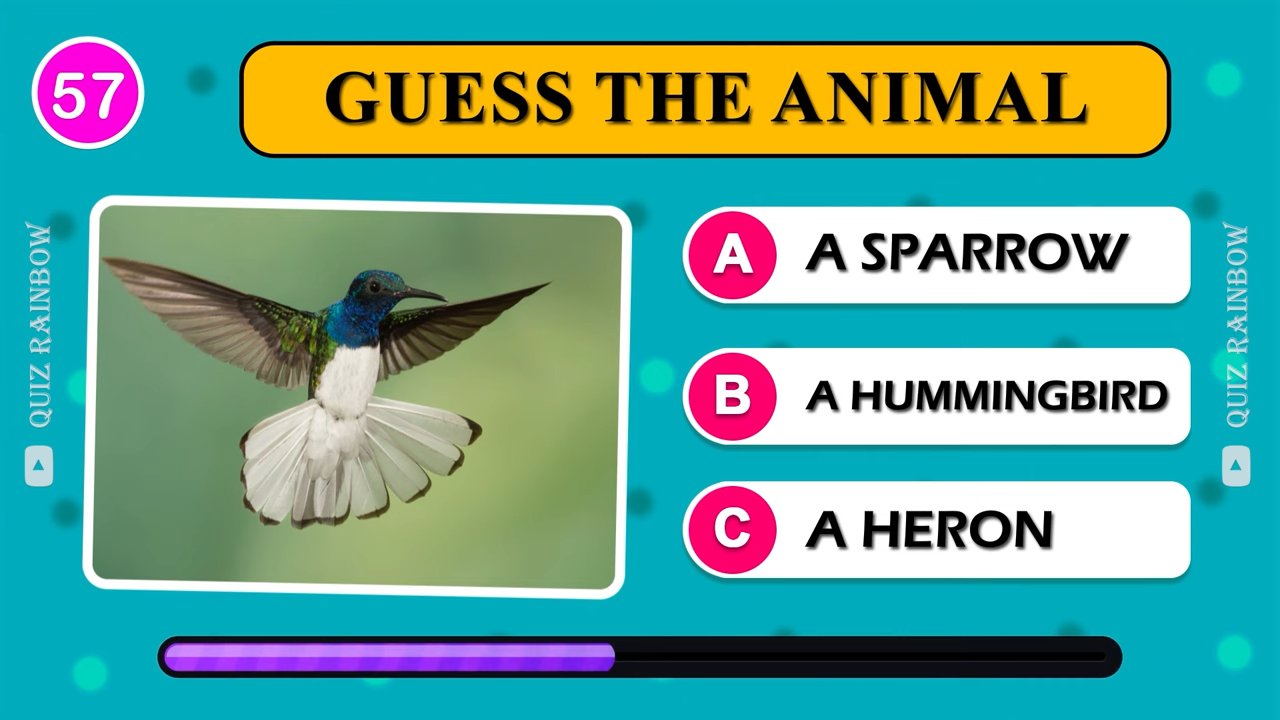 57
GUESS THE ANIMAL
QUIZ RAINBOW
A A SPARROW
B A HUMMINGBIRD
C A HERON
QUIZ RAINBOW